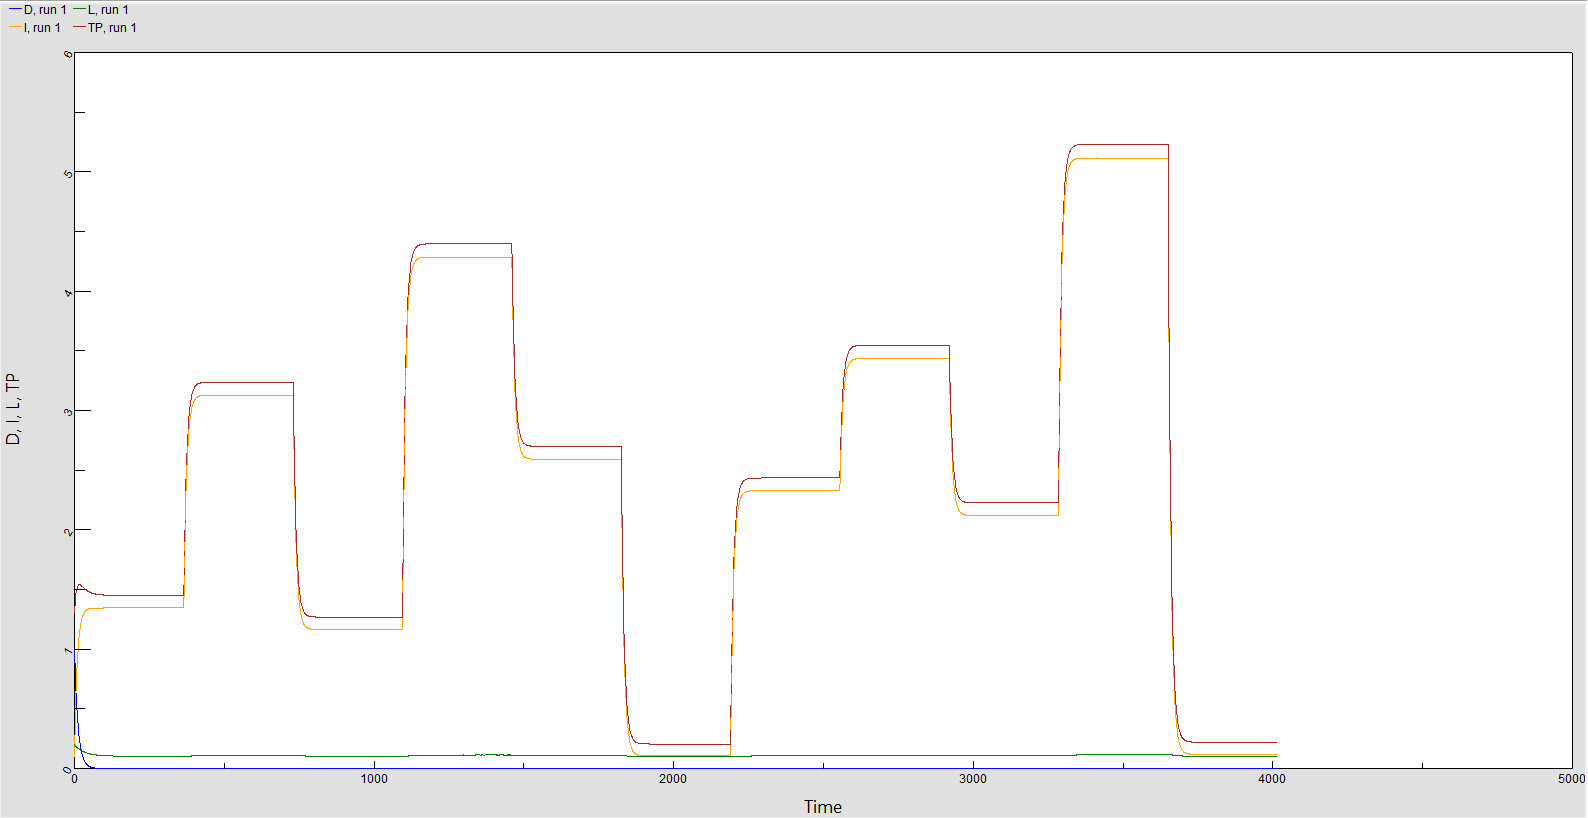 D, run 1 L, run 1
I, run 1 TP, run 1
6
5
4
3
2
1
0
D, I, L, TP
0 1000 2000 3000 4000 5000
Time